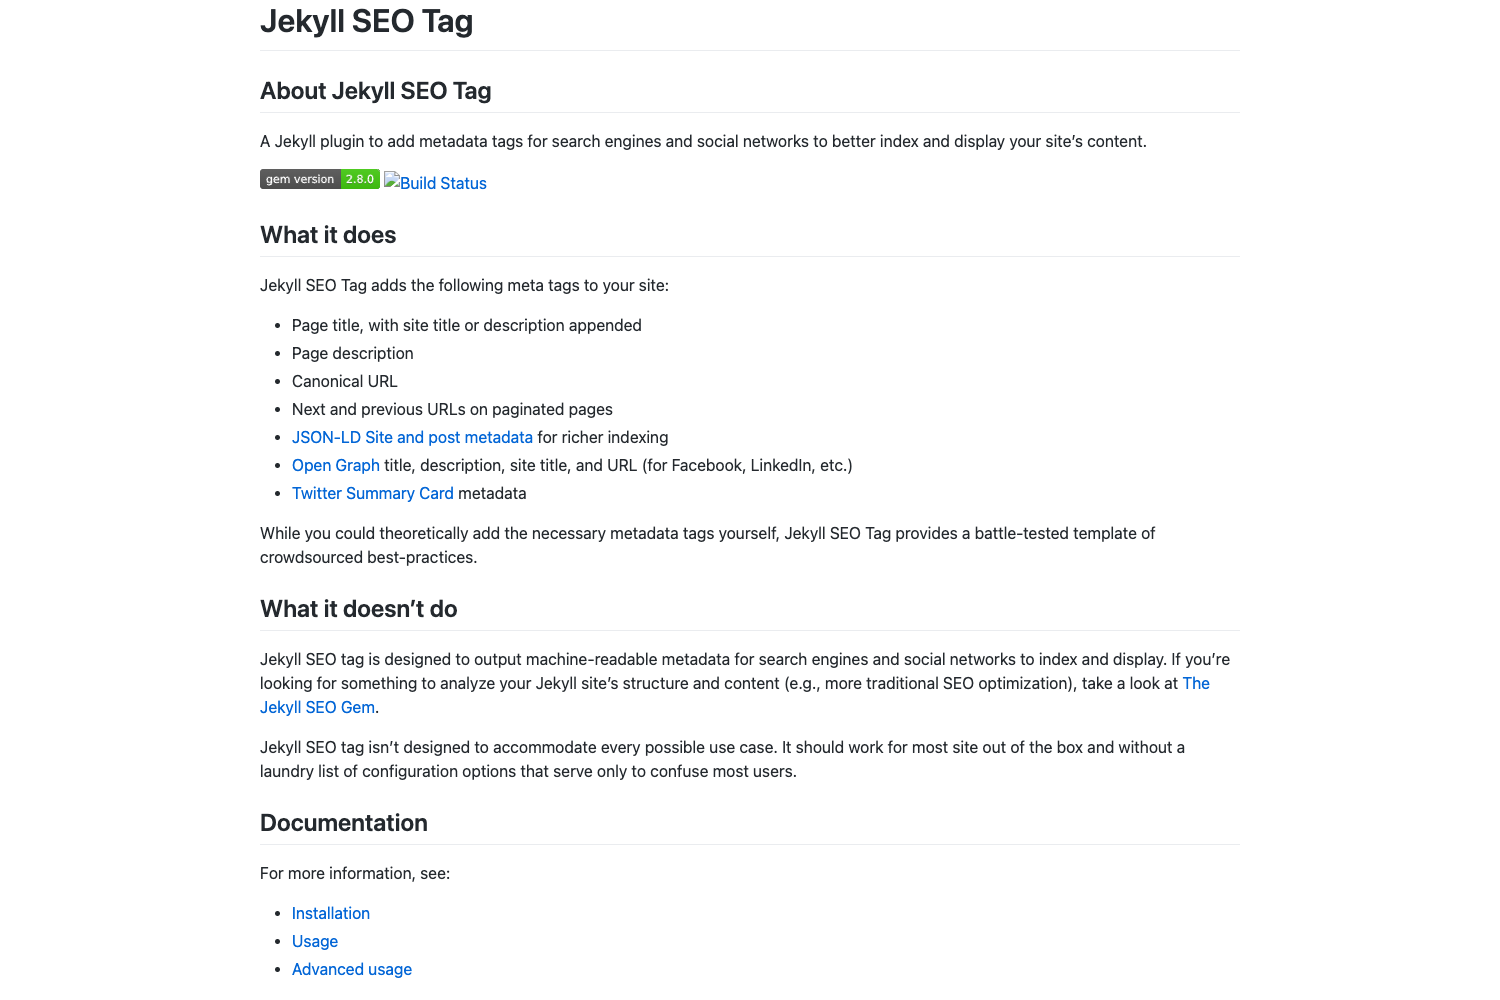 Jekyll SEO Tag
About Jekyll SEO Tag
A Jekyll plugin to add metadata tags for search engines and social networks to better index and display your site’s content.
gem version 2.8.0 Build Status
What it does
Jekyll SEO Tag adds the following meta tags to your site:
• Page title, with site title or description appended
• Page description
• Canonical URL
• Next and previous URLs on paginated pages
• JSON-LD Site and post metadata for richer indexing
• Open Graph title, description, site title, and URL (for Facebook, LinkedIn, etc.)
• Twitter Summary Card metadata
While you could theoretically add the necessary metadata tags yourself, Jekyll SEO Tag provides a battle-tested template of
crowdsourced best-practices.
What it doesn’t do
Jekyll SEO tag is designed to output machine-readable metadata for search engines and social networks to index and display. If you’re
looking for something to analyze your Jekyll site’s structure and content (e.g., more traditional SEO optimization), take a look at The
Jekyll SEO Gem.
Jekyll SEO tag isn’t designed to accommodate every possible use case. It should work for most site out of the box and without a
laundry list of configuration options that serve only to confuse most users.
Documentation
For more information, see:
• Installation
• Usage
• Advanced usage